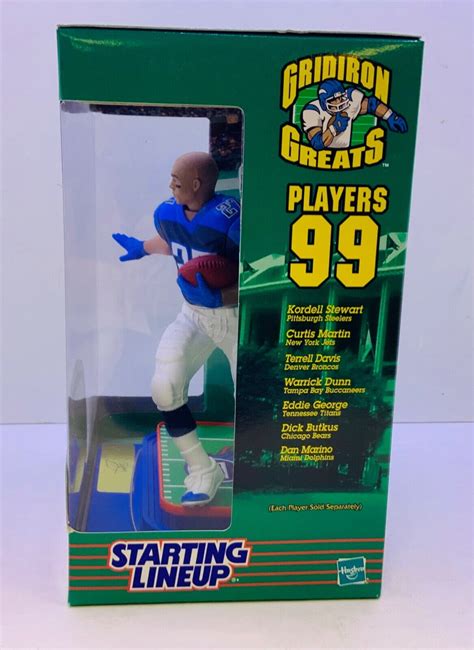 GRIDIRON
GREATS™
PLAYERS
99
Kordell Stewart
Pittsburgh Steelers
Curtis Martin
New York Jets
Terrell Davis
Denver Broncos
Warrick Dunn
Tampa Bay Buccaneers
Eddie George
Tennessee Titans
Dick Butkus
Chicago Bears
Dan Marino
Miami Dolphins
(Each Player Sold Separately)
STARTING
LINEUP®
Hasbro